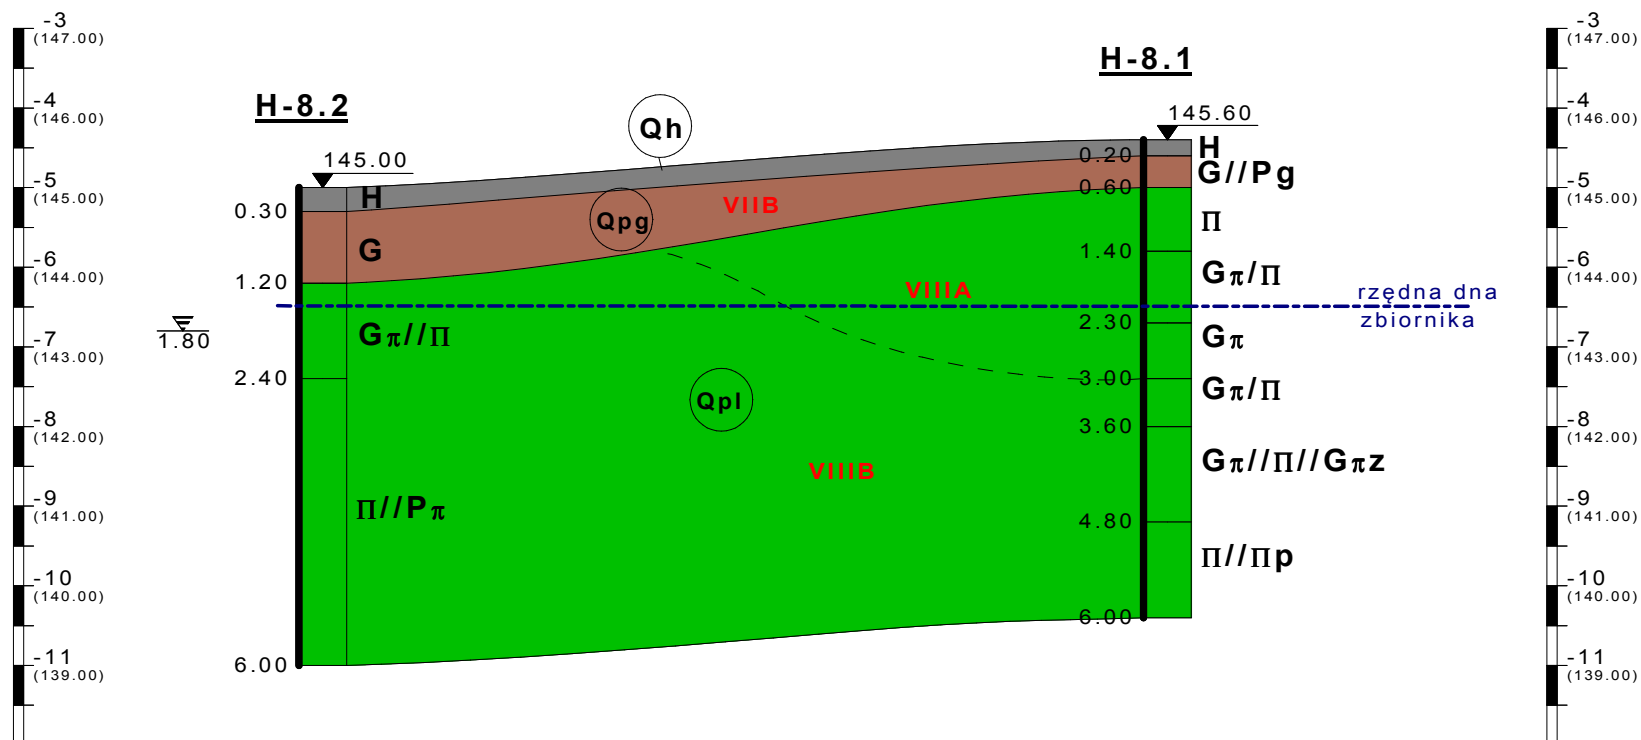 -3
(147.00)
-4
(146.00)
-5
(145.00)
-6
(144.00)
-7
(143.00)
-8
(142.00)
-9
(141.00)
-10
(140.00)
-11
(139.00)
1.80
H-8.2
145.00
0.30
1.20
2.40
6.00
H
G
Gπ//Π
Π//Pπ
Qh
Qpg
VIIB
VIIIA
Qpl
VIIIB
H-8.1
145.60
0.20
0.60
1.40
2.30
3.00
3.60
4.80
6.00
H
G//Pg
Π
Gπ/Π
Gπ
Gπ/Π
Gπ//Π//Gπz
Π//Πp
rzędna dna
zbiornika
-3
(147.00)
-4
(146.00)
-5
(145.00)
-6
(144.00)
-7
(143.00)
-8
(142.00)
-9
(141.00)
-10
(140.00)
-11
(139.00)